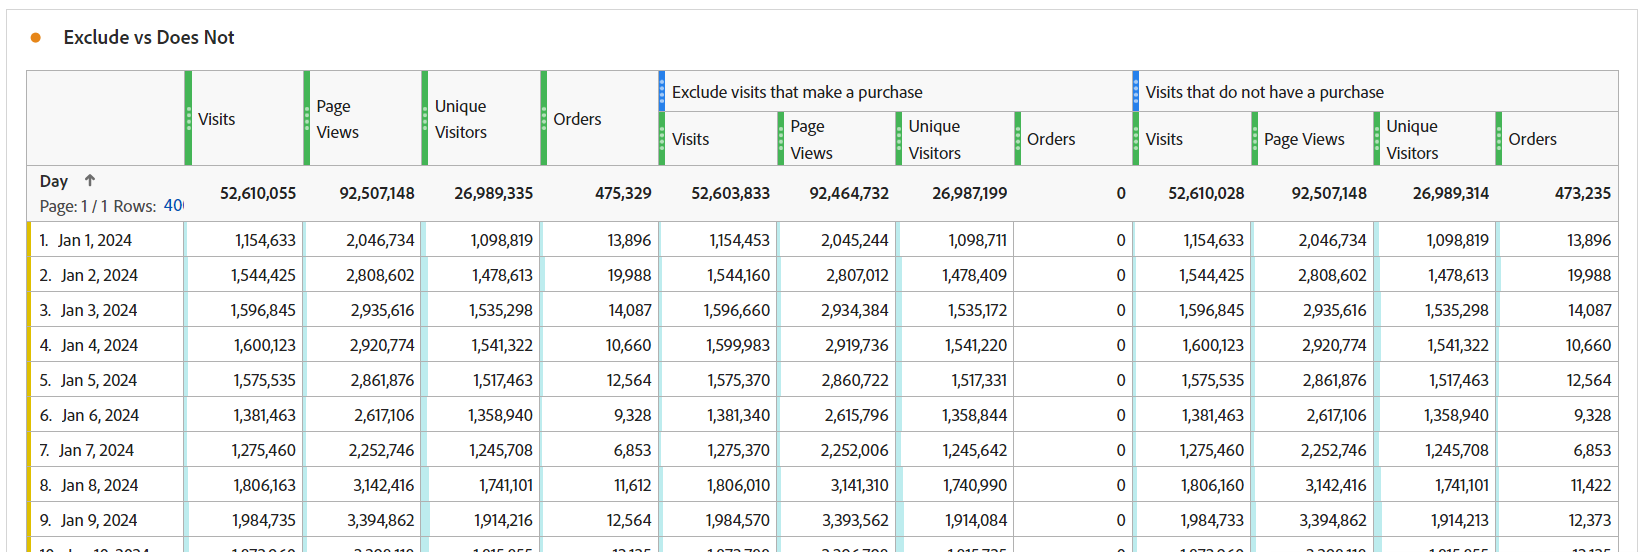 Exclude vs Does Not
Exclude visits that make a purchase Visits that do not have a purchase
Visits Page Views Unique Visitors Orders Visits Page Views Unique Visitors Orders Visits Page Views Unique Visitors Orders
Day ↑ 52,610,055 92,507,148 26,989,335 475,329 52,603,833 92,464,732 26,987,199 0 52,610,028 92,507,148 26,989,314 473,235
Page: 1 / 1 Rows: 40
1. Jan 1, 2024 1,154,633 2,046,734 1,098,819 13,896 1,154,453 2,045,244 1,098,711 0 1,154,633 2,046,734 1,098,819 13,896
2. Jan 2, 2024 1,544,425 2,808,602 1,478,613 19,988 1,544,160 2,807,012 1,478,409 0 1,544,425 2,808,602 1,478,613 19,988
3. Jan 3, 2024 1,596,845 2,935,616 1,535,298 14,087 1,596,660 2,934,384 1,535,172 0 1,596,845 2,935,616 1,535,298 14,087
4. Jan 4, 2024 1,600,123 2,920,774 1,541,322 10,660 1,599,983 2,919,736 1,541,220 0 1,600,123 2,920,774 1,541,322 10,660
5. Jan 5, 2024 1,575,535 2,861,876 1,517,463 12,564 1,575,370 2,860,722 1,517,331 0 1,575,535 2,861,876 1,517,463 12,564
6. Jan 6, 2024 1,381,463 2,617,106 1,358,940 9,328 1,381,340 2,615,796 1,358,844 0 1,381,463 2,617,106 1,358,940 9,328
7. Jan 7, 2024 1,275,460 2,252,746 1,245,708 6,853 1,275,370 2,252,006 1,245,642 0 1,275,460 2,252,746 1,245,708 6,853
8. Jan 8, 2024 1,806,163 3,142,416 1,741,101 11,612 1,806,010 3,141,310 1,740,990 0 1,806,160 3,142,416 1,741,101 11,422
9. Jan 9, 2024 1,984,735 3,394,862 1,914,216 12,564 1,984,570 3,393,562 1,914,084 0 1,984,733 3,394,862 1,914,213 12,373